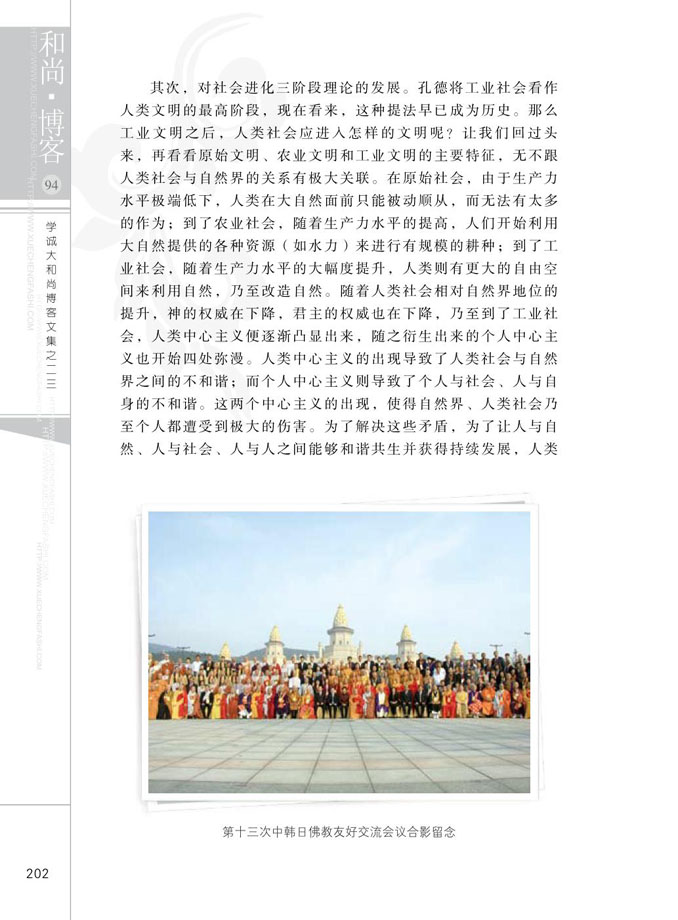 和尚·博客
94
学诚大和尚博客文集之二三
其次，对社会进化三阶段理论的发展。孔德将工业社会看作
人类文明的最高阶段，现在看来，这种提法早已成为历史。那么
工业文明之后，人类社会应进入怎样的文明呢？让我们回过头
来，再看看原始文明、农业文明和工业文明的主要特征，无不跟
人类社会与自然界的关系有极大关联。在原始社会，由于生产力
水平极端低下，人类在大自然面前只能被动顺从，而无法有太多
的作为；到了农业社会，随着生产力水平的提高，人们开始利用
大自然提供的各种资源（如水力）来进行有规模的耕种；到了工
业社会，随着生产力水平的大幅度提升，人类则有更大的自由空
间来利用自然，乃至改造自然。随着人类社会相对自然界地位的
提升，神的权威在下降，君主的权威也在下降，乃至到了工业社
会，人类中心主义便逐渐凸显出来，随之衍生出来的个人中心主
义也开始四处弥漫。人类中心主义的出现导致了人类社会与自然
界之间的不和谐；而个人中心主义则导致了个人与社会、人与自
身的不和谐。这两个中心主义的出现，使得自然界、人类社会乃
至个人都遭受到极大的伤害。为了解决这些矛盾，为了让人与自
然、人与社会、人与人之间能够和谐共生并获得持续发展，人类
第十三次中韩日佛教友好交流会议合影留念
202